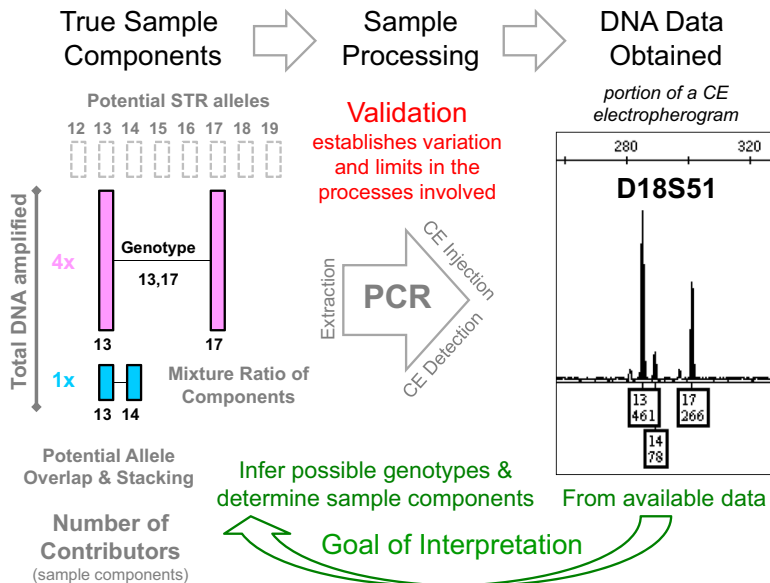 True Sample
Components
Sample
Processing
DNA Data
Obtained
Potential STR alleles
12 13 14 15 16 17 18 19
Total DNA amplified
4x
Genotype
13,17
13
17
1x
13 14
Mixture Ratio of
Components
Potential Allele
Overlap & Stacking
Number of
Contributors
(sample components)
Validation
establishes variation
and limits in the
processes involved
Extraction
PCR
CE Injection
CE Detection
portion of a CE
electropherogram
280
320
D18S51
13
461
17
266
14
78
Infer possible genotypes &
determine sample components
From available data
Goal of Interpretation